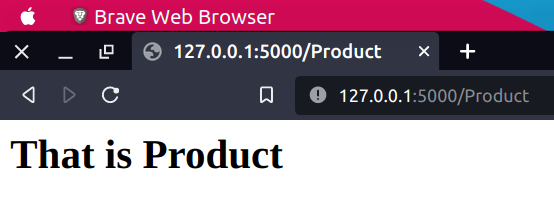 Brave Web Browser
127.0.0.1:5000/Product
127.0.0.1:5000/Product
That is Product